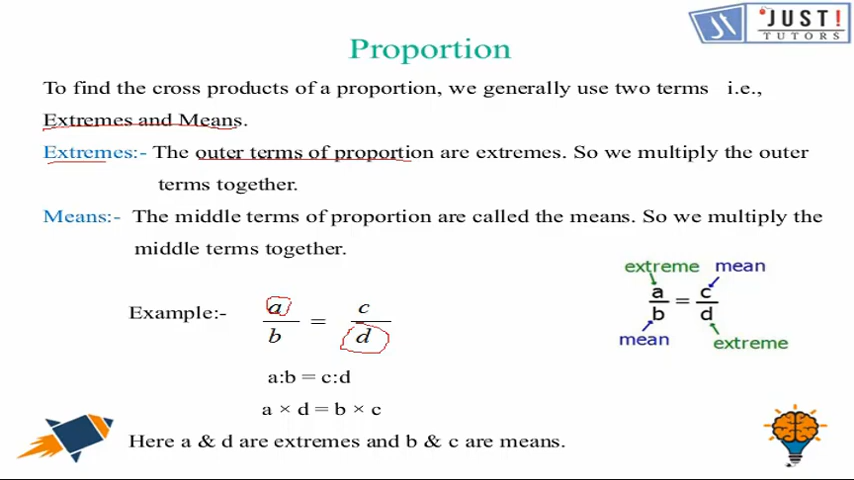 JUST!
TUTORS
Proportion
To find the cross products of a proportion, we generally use two terms i.e.,
Extremes and Means.
Extremes:- The outer terms of proportion are extremes. So we multiply the outer
terms together.
Means:- The middle terms of proportion are called the means. So we multiply the
middle terms together.
extreme mean
a/b = c/d
mean extreme
Example:- a/b = c/d
a:b = c:d
a × d = b × c
Here a & d are extremes and b & c are means.